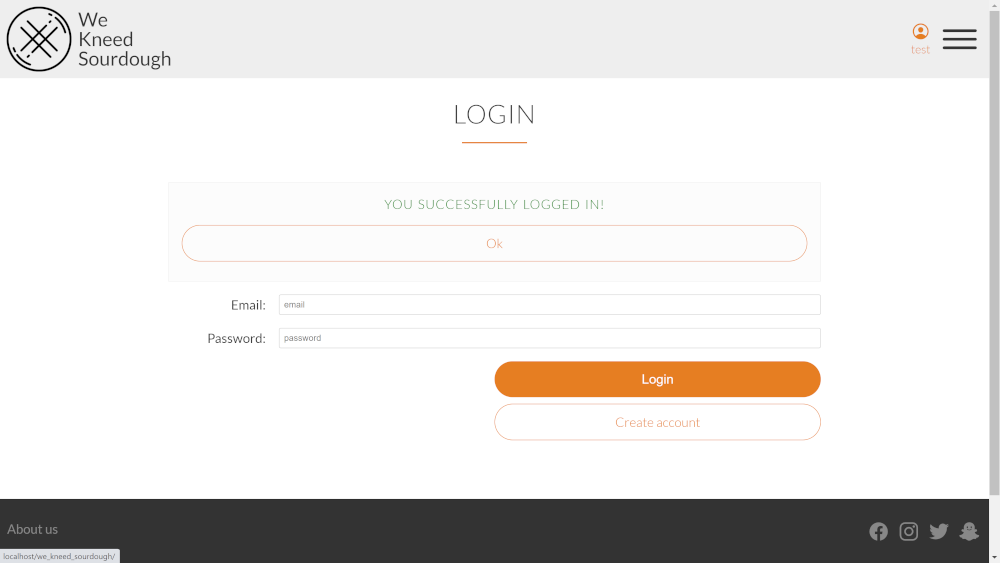 We
Kneed
Sourdough
test
LOGIN
YOU SUCCESSFULLY LOGGED IN!
Ok
Email:
email
Password:
password
Login
Create account
About us
localhost/we_kneed_sourdough/